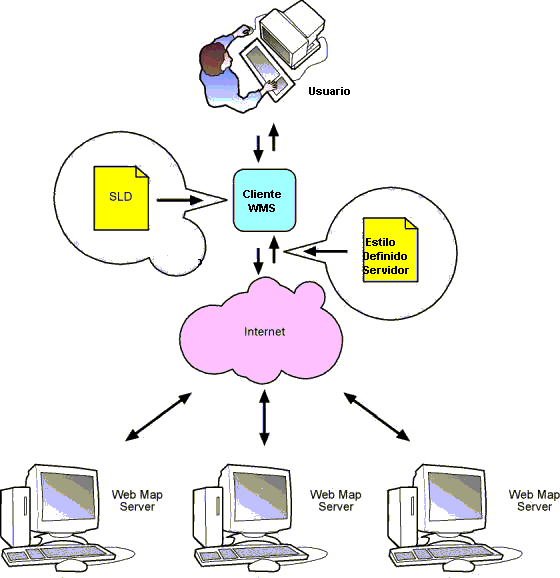 Usuario
SLD
Cliente
WMS
Estilo
Definido
Servidor
Internet
Web Map
Server
Web Map
Server
Web Map
Server